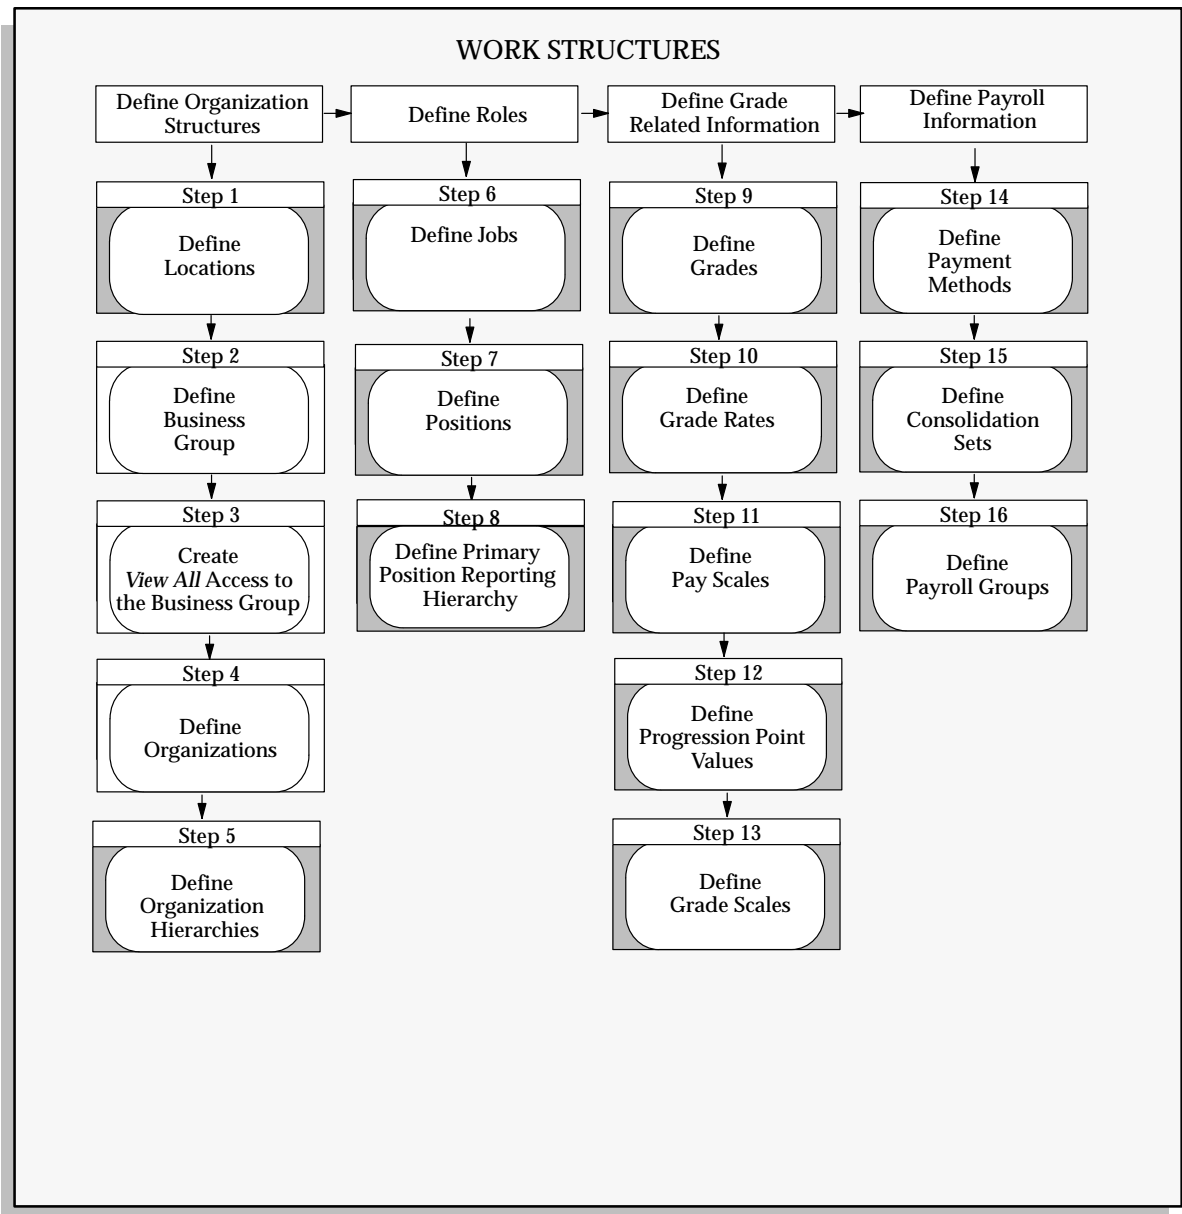 WORK STRUCTURES
Define Organization
Structures
Define Roles
Define Grade
Related Information
Define Payroll
Information
Step 1
Define
Locations
Step 2
Define
Business
Group
Step 3
Create
View All Access to
the Business Group
Step 4
Define
Organizations
Step 5
Define
Organization
Hierarchies
Step 6
Define Jobs
Step 7
Define
Positions
Step 8
Define Primary
Position Reporting
Hierarchy
Step 9
Define
Grades
Step 10
Define
Grade Rates
Step 11
Define
Pay Scales
Step 12
Define
Progression Point
Values
Step 13
Define
Grade Scales
Step 14
Define
Payment
Methods
Step 15
Define
Consolidation
Sets
Step 16
Define
Payroll Groups